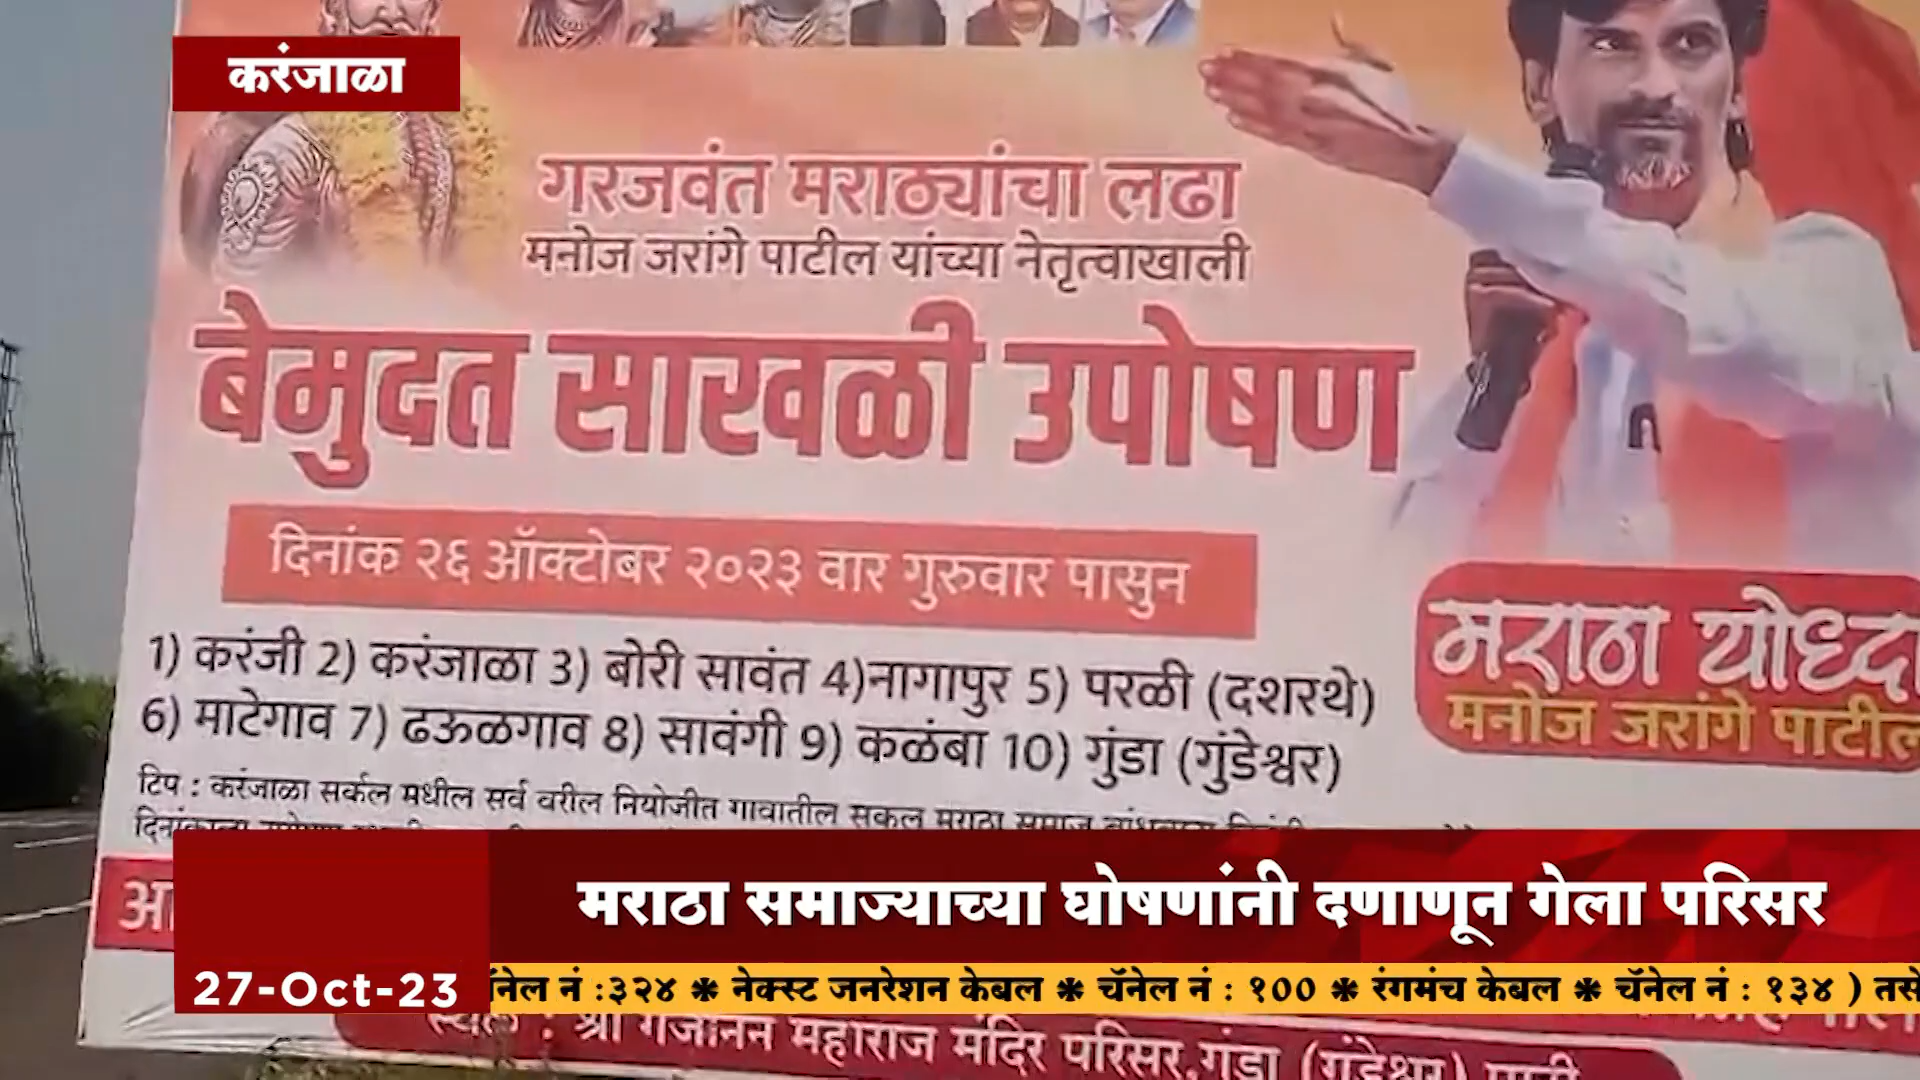 करंजाळा
गरजवंत मराठ्यांचा लढा
मनोज जरांगे पाटील यांच्या नेतृत्वाखाली
बेमुदत साखळी उपोषण
दिनांक २६ ऑक्टोबर २०२३ वार गुरुवार पासुन
1) करंजी 2) करंजाळा 3) बोरी सावंत 4)नागापुर 5) परळी (दशरथे)
6) माटेगाव 7) ढऊळगाव 8) सावंगी 9) कळंबा 10) गुंडा (गुंडेश्वर)
मराठा योध्दा
मनोज जरांगे पाटील
टिप : करंजाळा सर्कल मधील सर्व वरील नियोजीत गावातील सकल मराठा समाज
मराठा समाज्याच्या घोषणांनी दणाणून गेला परिसर
27-Oct-23
नं :३२४ * नेक्स्ट जनरेशन केबल * चॅनेल नं : १०० * रंगमंच केबल * चॅनेल नं : १३४ )
स्थळ : श्री गजानन महाराज मंदिर परिसर,गुंडा (गुंडेश्वर)